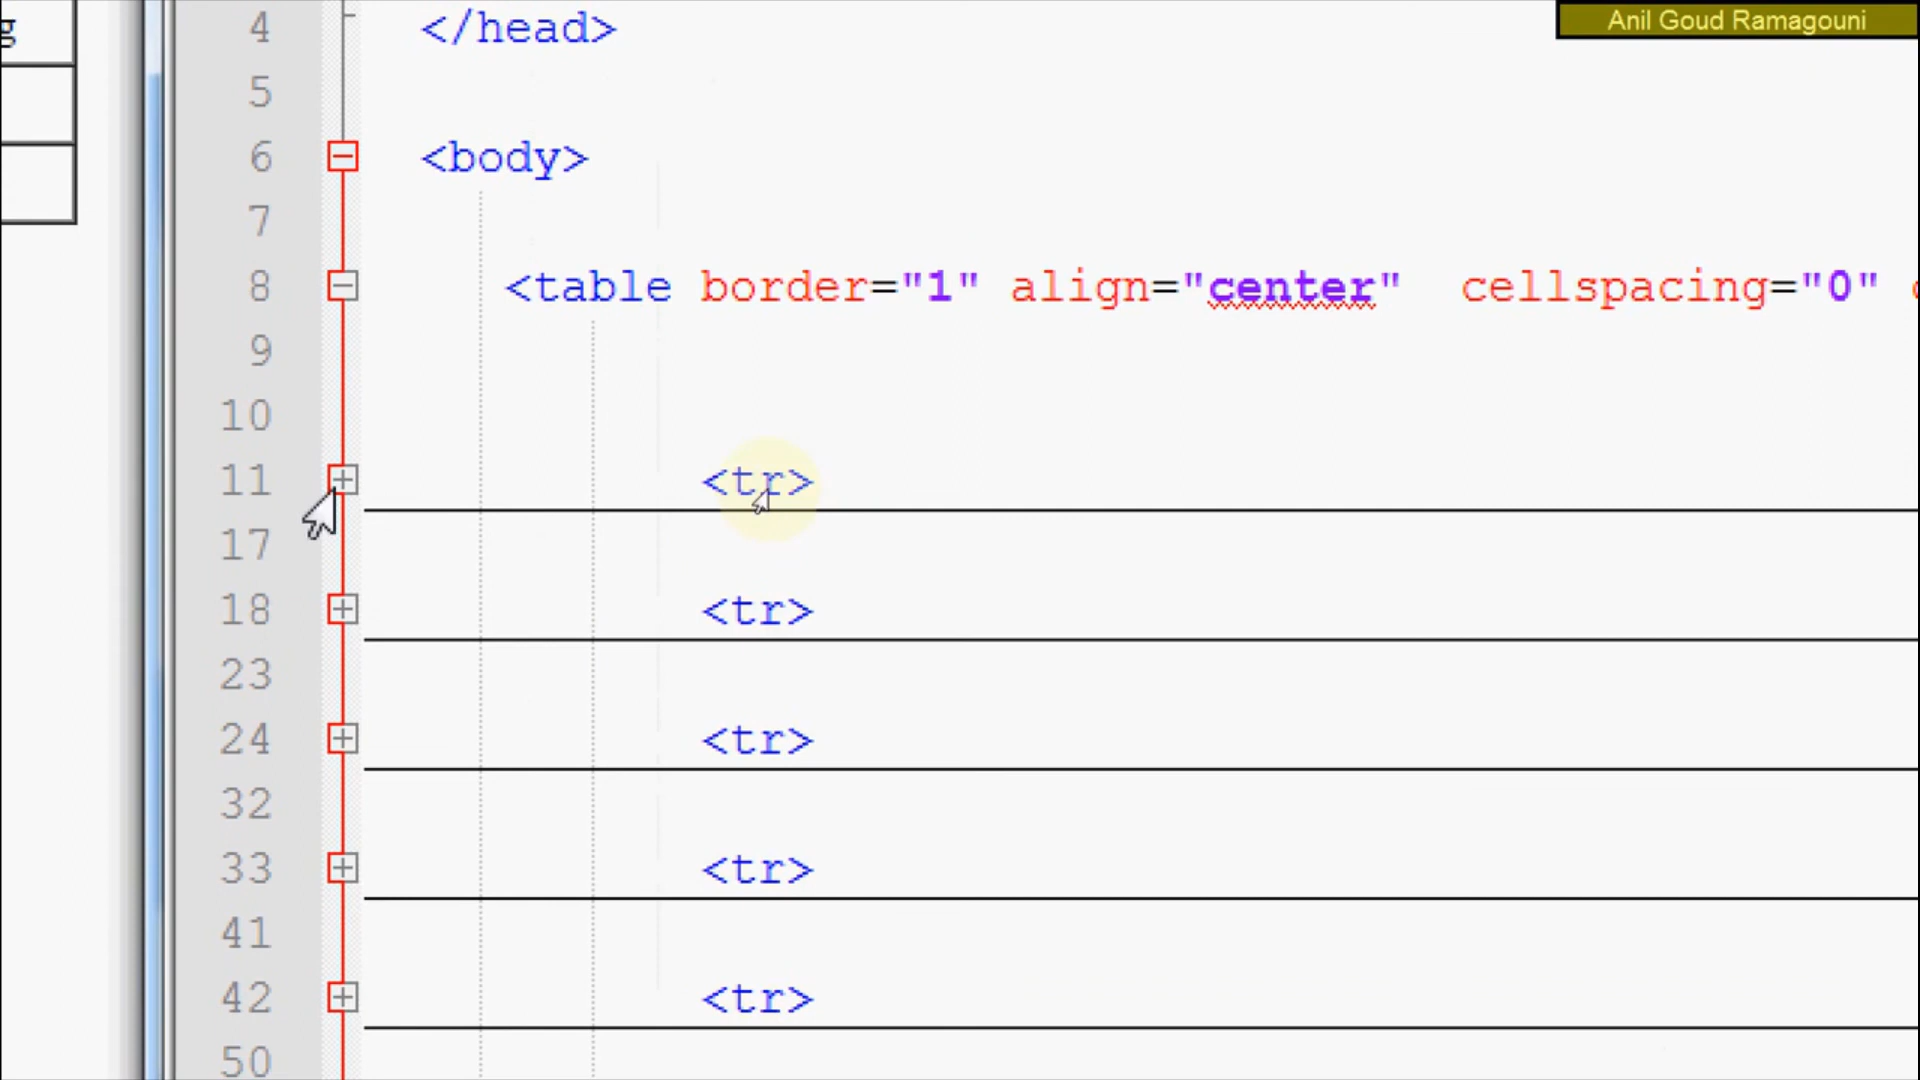 g
Anil Goud Ramagouni
4 </head>
5
6 <body>
7
8 <table border="1" align="center" cellspacing="0"
9
10
11 <tr>
17
18 <tr>
23
24 <tr>
32
33 <tr>
41
42 <tr>
50